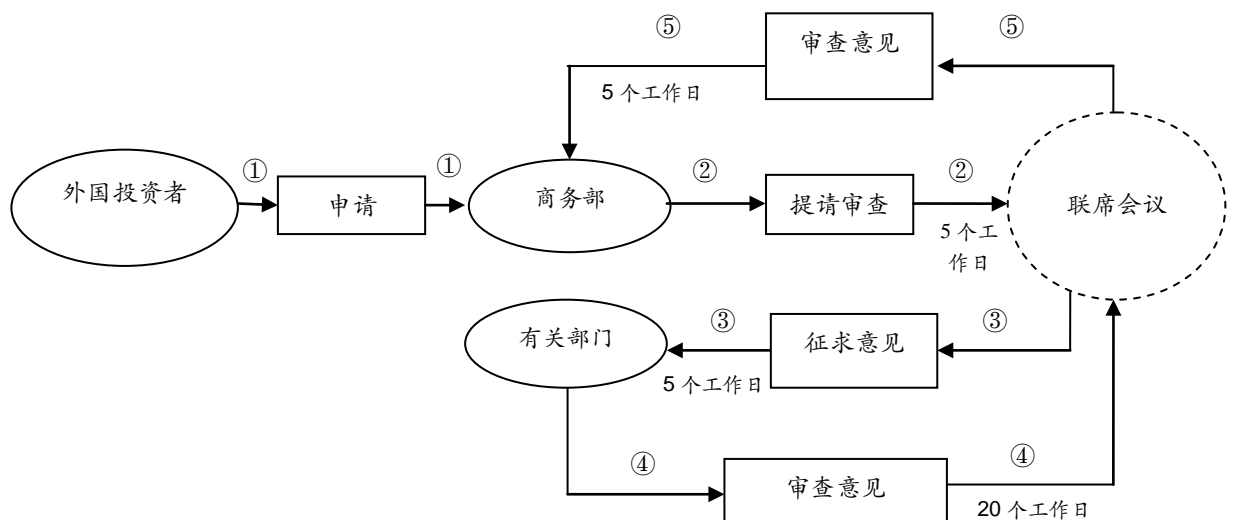 ⑤
审查意见
⑤
5 个工作日
外国投资者
①
申请
①
商务部
②
提请审查
②
5 个工
作日
联席会议
有关部门
③
5 个工作日
征求意见
③
④
审查意见
④
20 个工作日